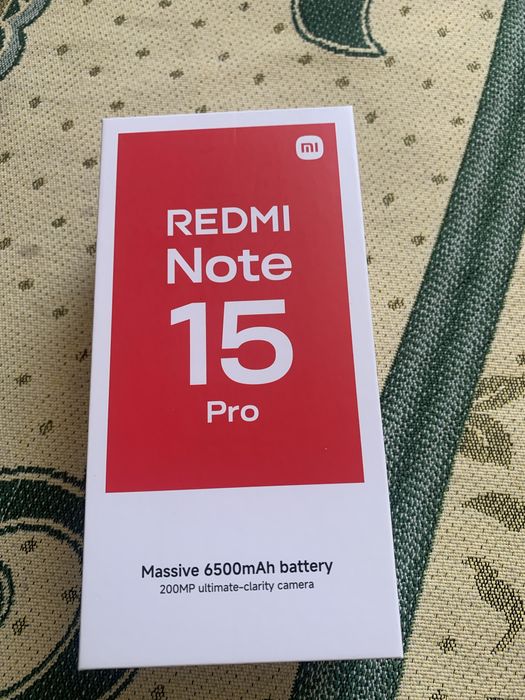 mi
REDMI
Note
15
Pro
Massive 6500mAh battery
200MP ultimate-clarity camera